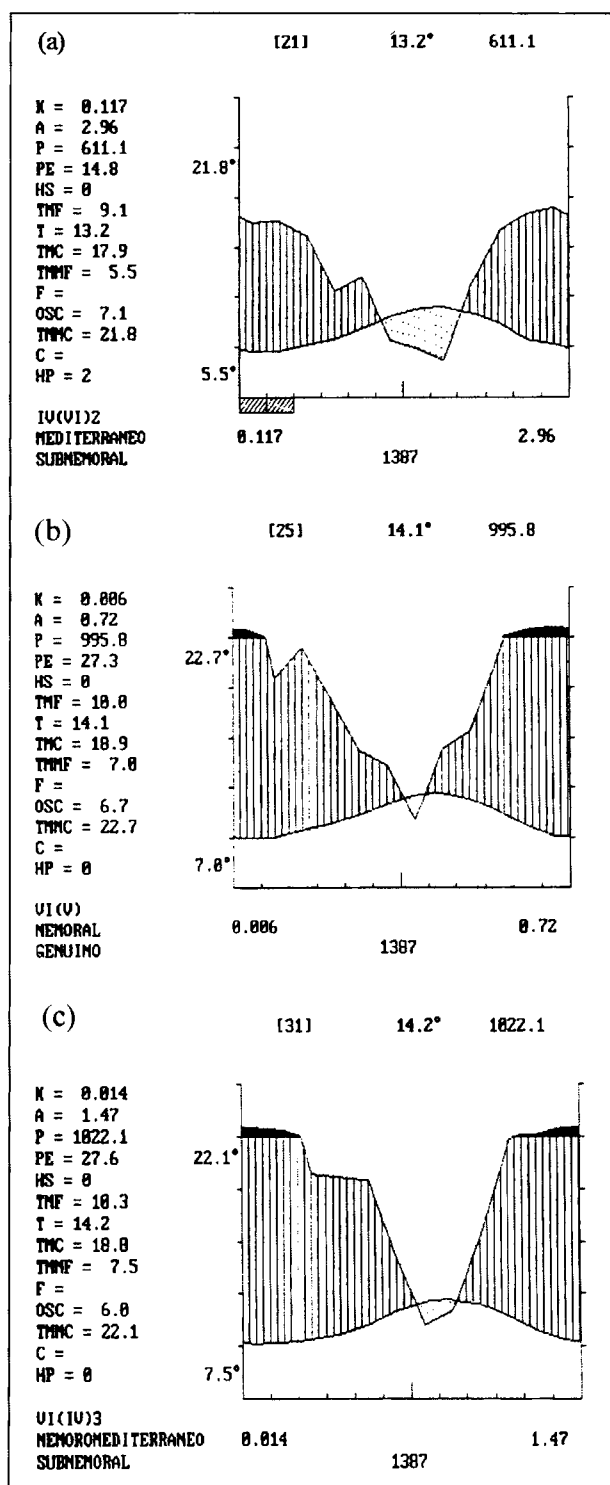 (a) [21] 13.2° 611.1
K = 0.117
A = 2.96
P = 611.1
PE = 14.8
HS = 0
TMF = 9.1
T = 13.2
TMC = 17.9
TMMF = 5.5
F =
OSC = 7.1
TMMC = 21.8
C =
HP = 2
21.8°
5.5°
IV(VI)2
MEDITERRANEO 0.117 2.96
SUBNEMORAL 1387
(b) [25] 14.1° 995.8
K = 0.006
A = 0.72
P = 995.8
PE = 27.3
HS = 0
TMF = 10.0
T = 14.1
TMC = 18.9
TMMF = 7.0
F =
OSC = 6.7
TMMC = 22.7
C =
HP = 0
22.7°
7.0°
VI(V)
NEMORAL 0.006 0.72
GENUINO 1387
(c) [31] 14.2° 1022.1
K = 0.014
A = 1.47
P = 1022.1
PE = 27.6
HS = 0
TMF = 10.3
T = 14.2
TMC = 18.8
TMMF = 7.5
F =
OSC = 6.0
TMMC = 22.1
C =
HP = 0
22.1°
7.5°
VI(IV)3
NEMOROMEDITERRANEO 0.014 1.47
SUBNEMORAL 1387